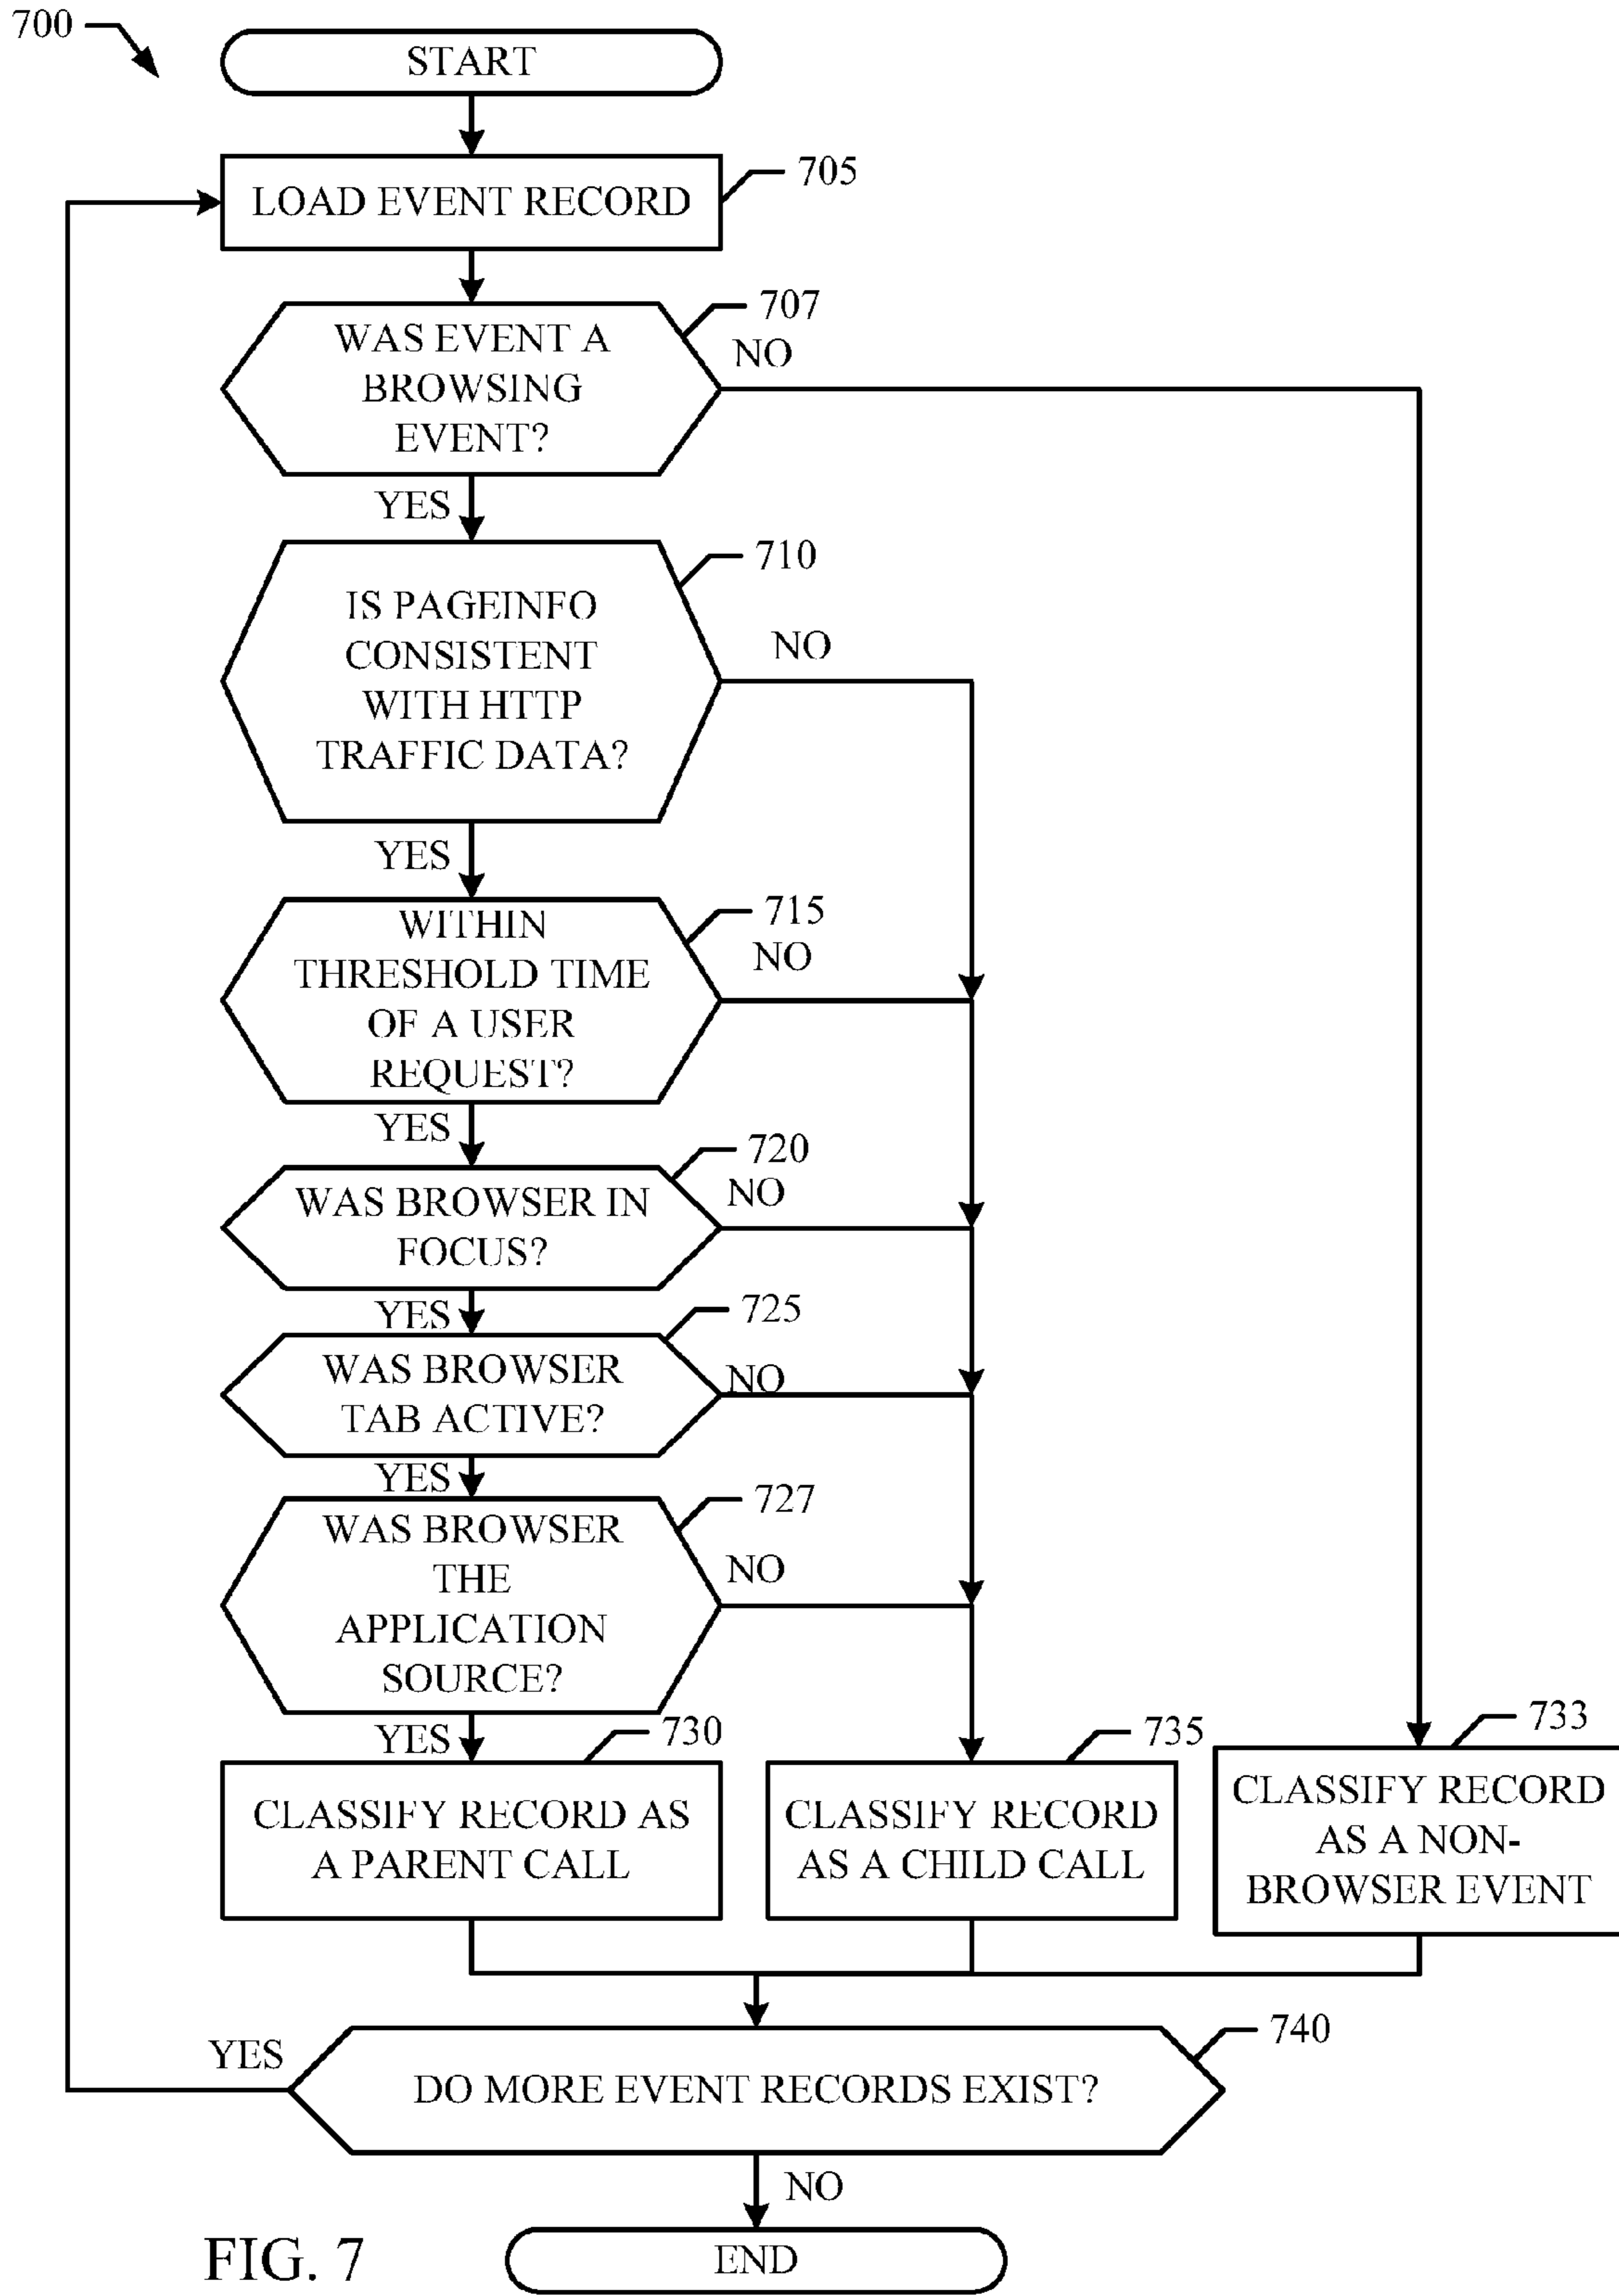 700
START
LOAD EVENT RECORD
705
WAS EVENT A
BROWSING
EVENT?
707
NO
YES
IS PAGEINFO
CONSISTENT
WITH HTTP
TRAFFIC DATA?
710
NO
YES
WITHIN
THRESHOLD TIME
OF A USER
REQUEST?
715
NO
YES
WAS BROWSER IN
FOCUS?
720
NO
YES
WAS BROWSER
TAB ACTIVE?
725
NO
YES
WAS BROWSER
THE
APPLICATION
SOURCE?
727
NO
YES
730
CLASSIFY RECORD AS
A PARENT CALL
735
CLASSIFY RECORD
AS A CHILD CALL
733
CLASSIFY RECORD
AS A NON-
BROWSER EVENT
YES
DO MORE EVENT RECORDS EXIST?
740
NO
END
FIG. 7